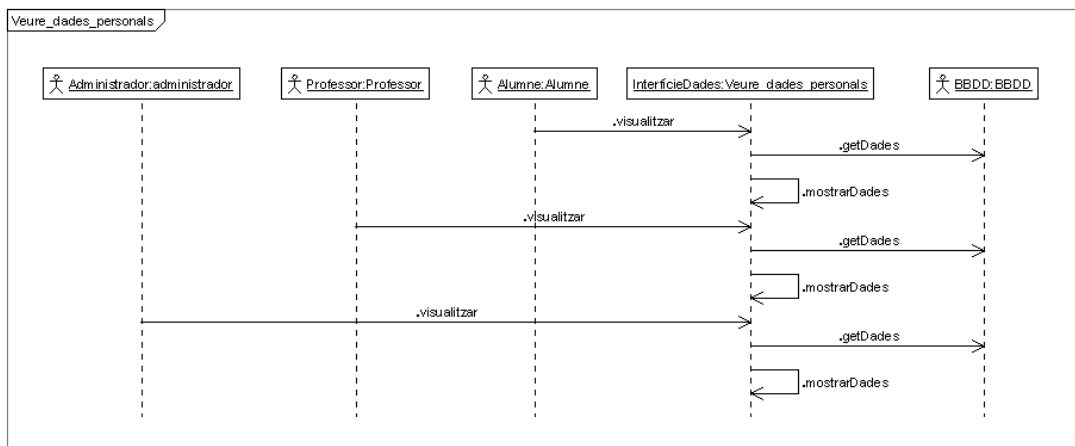 Veure_dades_personals
Administrador:administrador
Professor:Professor
Alumne:Alumne
InterfícieDades:Veure_dades_personals
BBDD:BBDD
.visualitzar
.getDades
.mostrarDades
.visualitzar
.getDades
.mostrarDades
.visualitzar
.getDades
.mostrarDades